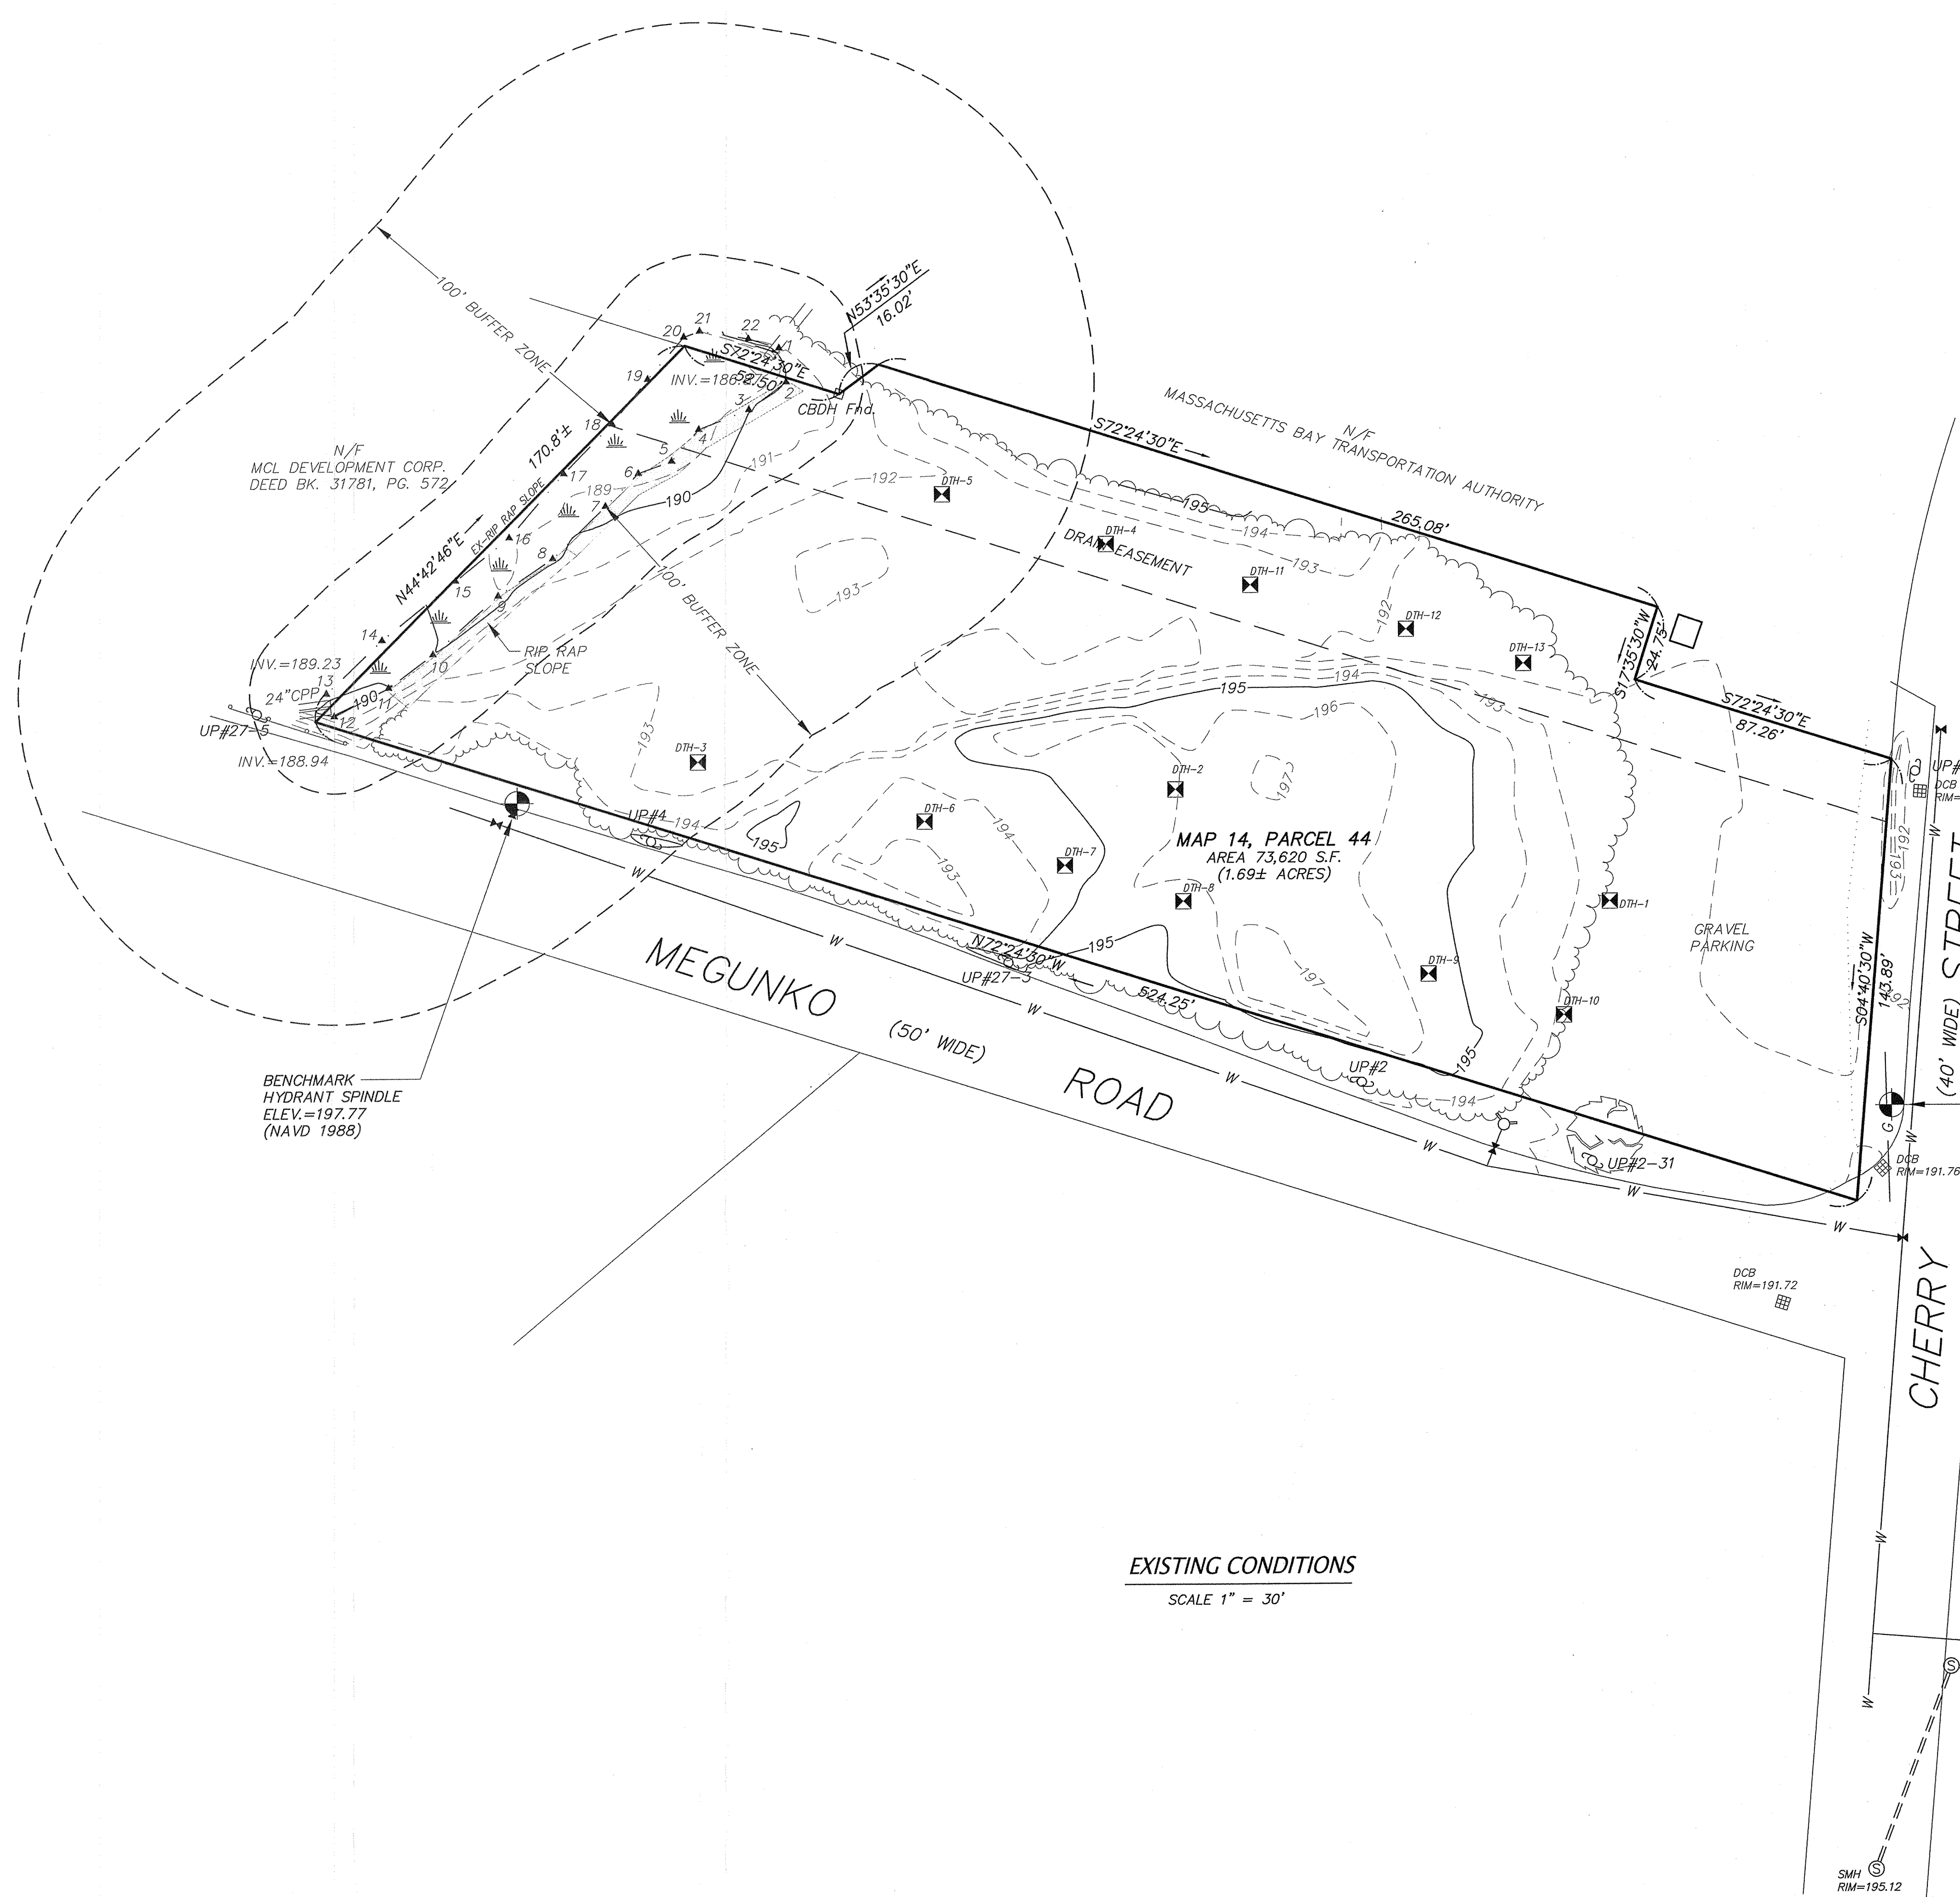 100' BUFFER ZONE
N53°35'30"E
16.02'
20
21
22
1
S72°24'30"E
52.50'
INV.=186.
2
3
CBDH Fnd.
19
18
4
5
6
7
17
170.8'±
189
190
191
192
N/F
MCL DEVELOPMENT CORP.
DEED BK. 31781, PG. 572
EX-RIP RAP SLOPE
N44°42'46"E
16
8
15
9
14
10
RIP RAP
SLOPE
100' BUFFER ZONE
INV.=189.23
13
24"CPP
190
11
12
UP#27-5
INV.=188.94
N/F
MASSACHUSETTS BAY TRANSPORTATION AUTHORITY
S72°24'30"E
265.08'
DTH-5
DTH-4
195
194
193
DRAIN EASEMENT
DTH-11
193
192
DTH-12
DTH-13
S17°35'30"W
24.75'
S72°24'30"E
87.26'
194
195
193
196
193
DTH-3
DTH-2
197
UP#4
194
195
DTH-6
194
193
DTH-7
MAP 14, PARCEL 44
AREA 73,620 S.F.
(1.69± ACRES)
DTH-8
DTH-1
GRAVEL
PARKING
UP#
DCB
RIM=
192
193
W
W
W
N72°24'30"W
524.25'
195
UP#27-3
197
DTH-9
DTH-10
195
S04°40'30"W
143.89'
192
MEGUNKO
(50' WIDE)
ROAD
W
W
W
UP#2
194
UP#2-31
W
W
G
W
DCB
RIM=191.76
BENCHMARK
HYDRANT SPINDLE
ELEV.=197.77
(NAVD 1988)
DCB
RIM=191.72
CHERRY
(40' WIDE) STREET
EXISTING CONDITIONS
SCALE 1" = 30'
W
W
S
S
SMH
RIM=195.12